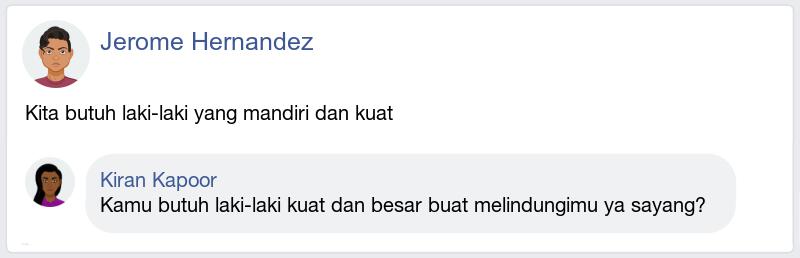 Jerome Hernandez
Kita butuh laki-laki yang mandiri dan kuat
Kiran Kapoor
Kamu butuh laki-laki kuat dan besar buat melindungimu ya sayang?